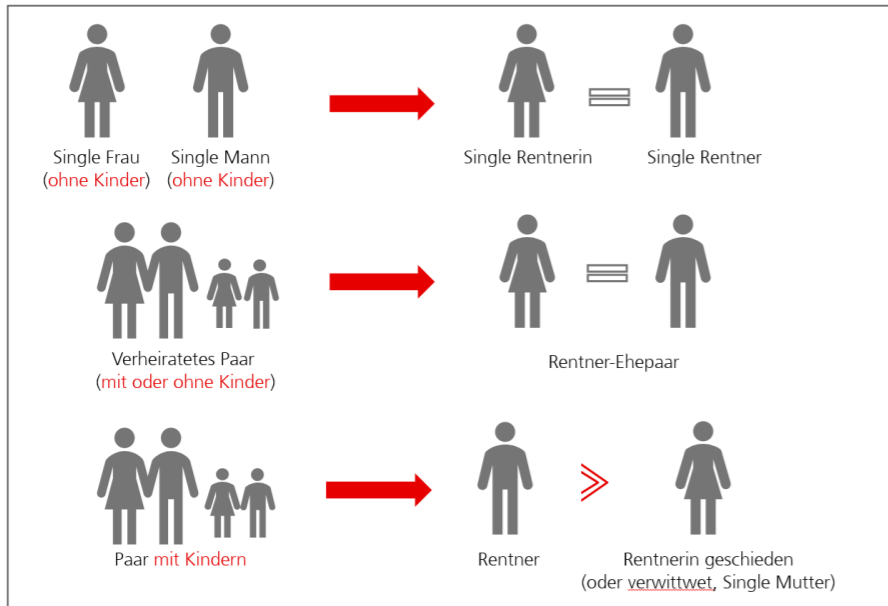 Single Frau
(ohne Kinder)
Single Mann
(ohne Kinder)
Single Rentnerin
Single Rentner
Verheiratetes Paar
(mit oder ohne Kinder)
Rentner-Ehepaar
Paar mit Kindern
Rentner
Rentnerin geschieden
(oder verwittwet, Single Mutter)